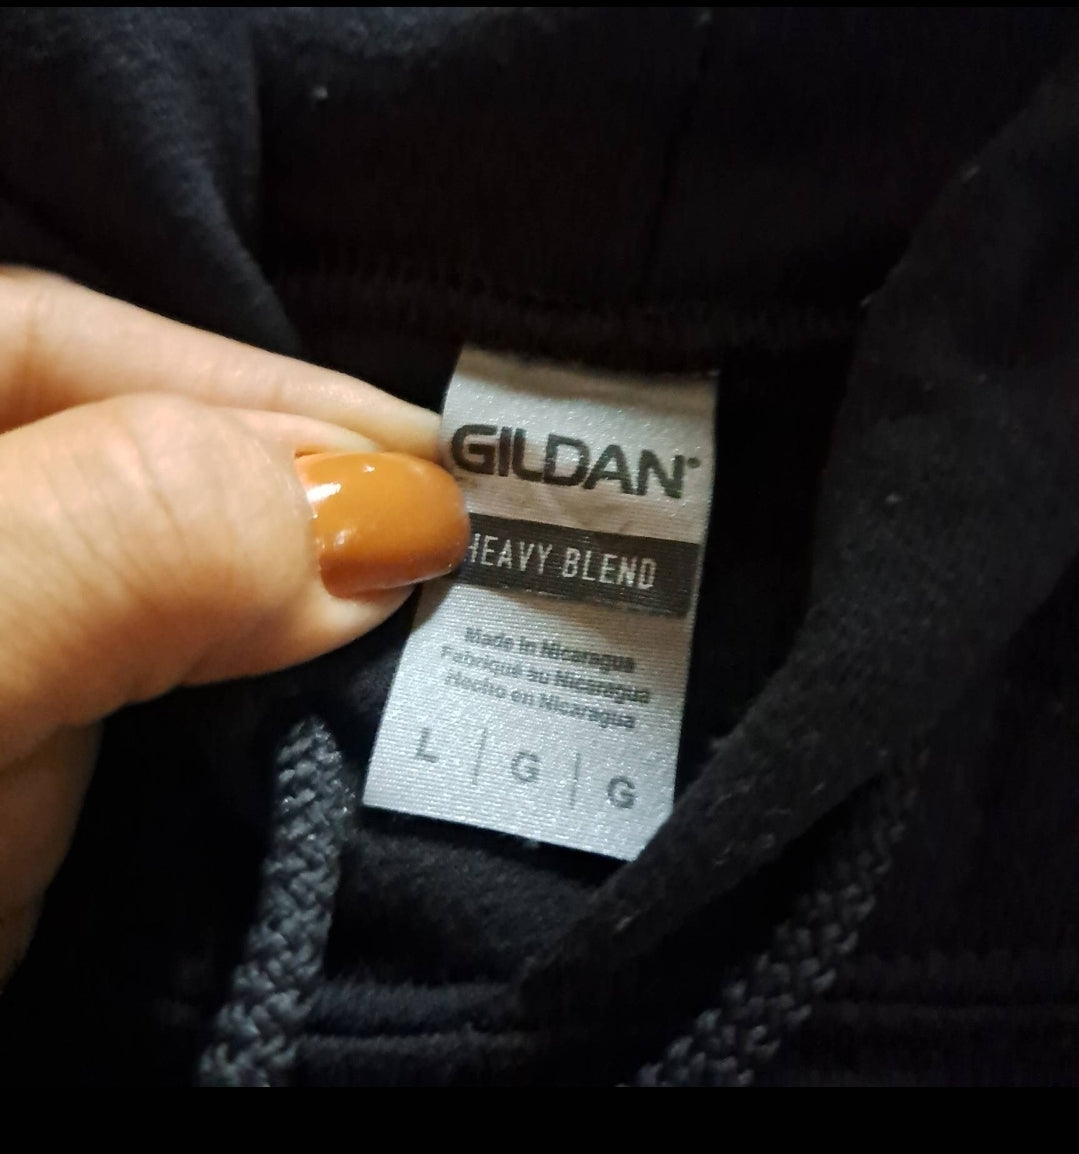 GILDAN®
HEAVY BLEND
Made in Nicaragua
Fabriqué au Nicaragua
Hecho en Nicaragua
L | G | G